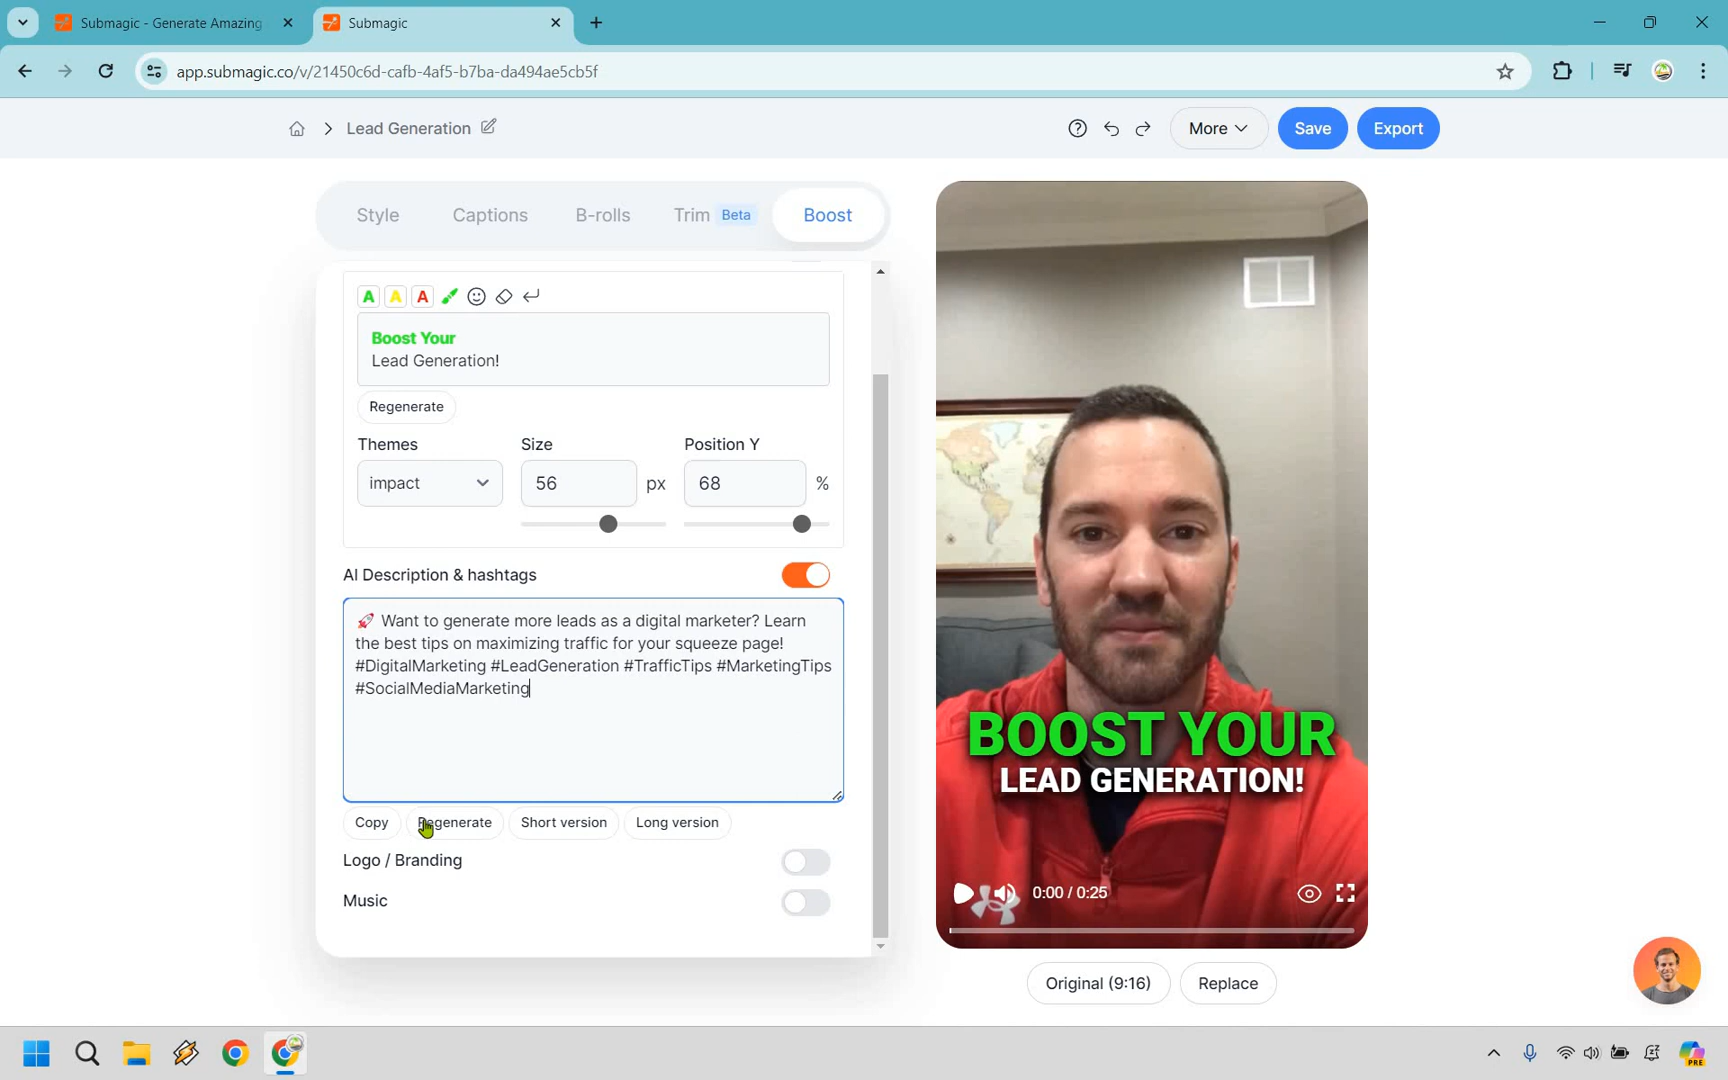 Submagic - Generate Amazing
Submagic
app.submagic.co/v/21450c6d-cafb-4af5-b7ba-da494ae5cb5f
Lead Generation
More
Save
Export
Style
Captions
B-rolls
Trim Beta
Boost
A A A
Boost Your
Lead Generation!
Regenerate
Themes
Size
Position Y
impact
56 px
68 %
AI Description & hashtags
🚀 Want to generate more leads as a digital marketer? Learn
the best tips on maximizing traffic for your squeeze page!
#DigitalMarketing #LeadGeneration #TrafficTips #MarketingTips
#SocialMediaMarketing
Copy
Regenerate
Short version
Long version
Logo / Branding
Music
BOOST YOUR
LEAD GENERATION!
0:00 / 0:25
Original (9:16)
Replace
PRE